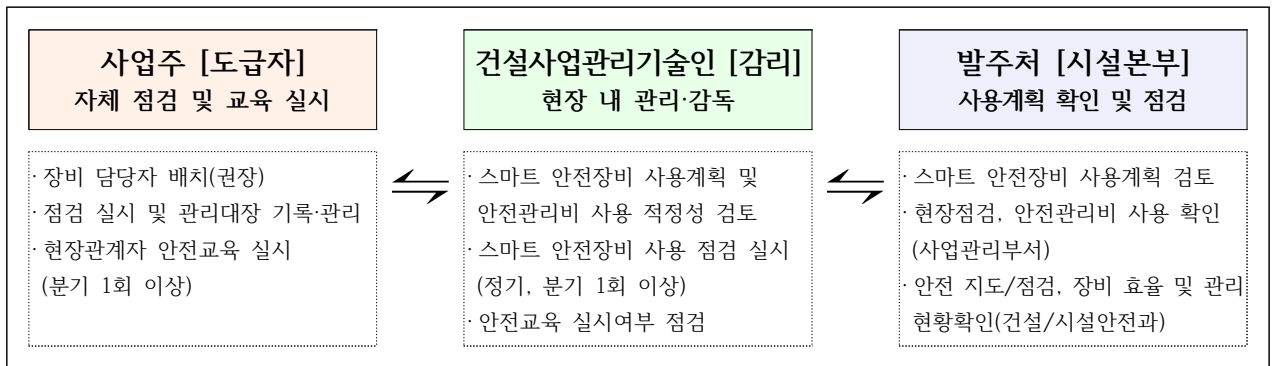 사업주 [도급자]
자체 점검 및 교육 실시
· 장비 담당자 배치(권장)
· 점검 실시 및 관리대장 기록·관리
· 현장관계자 안전교육 실시
(분기 1회 이상)
건설사업관리기술인 [감리]
현장 내 관리·감독
· 스마트 안전장비 사용계획 및
안전관리비 사용 적정성 검토
· 스마트 안전장비 사용 점검 실시
(정기, 분기 1회 이상)
· 안전교육 실시여부 점검
발주처 [시설본부]
사용계획 확인 및 점검
· 스마트 안전장비 사용계획 검토
· 현장점검, 안전관리비 사용 확인
(사업관리부서)
· 안전 지도/점검, 장비 효율 및 관리
현황확인(건설/시설안전과)